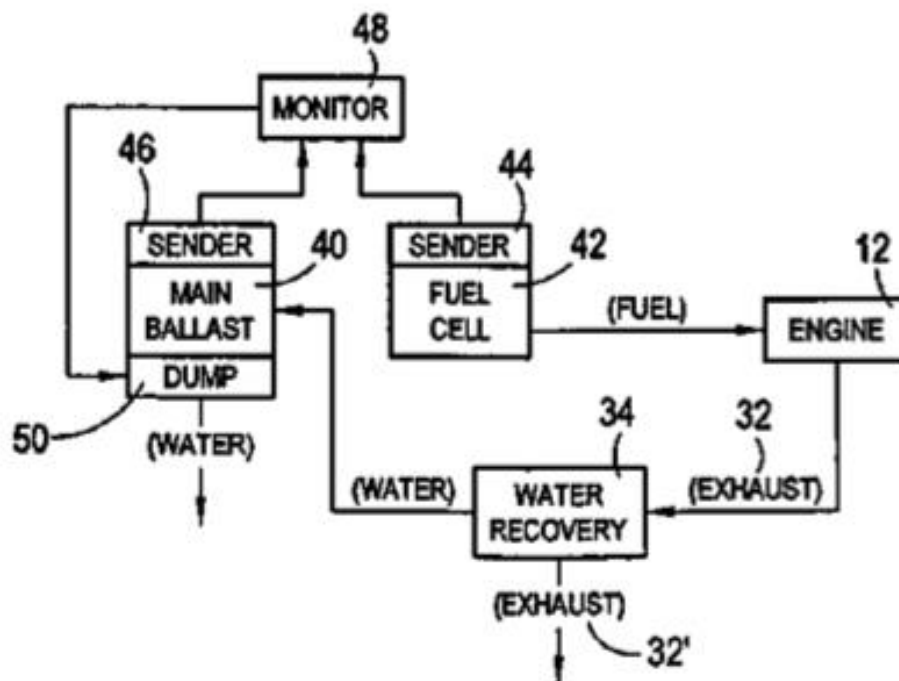 48
MONITOR
46
44
SENDER
40
SENDER
42
12
MAIN
BALLAST
FUEL
CELL
(FUEL)
ENGINE
DUMP
50
(WATER)
34
32
(WATER)
WATER
RECOVERY
(EXHAUST)
(EXHAUST)
32'